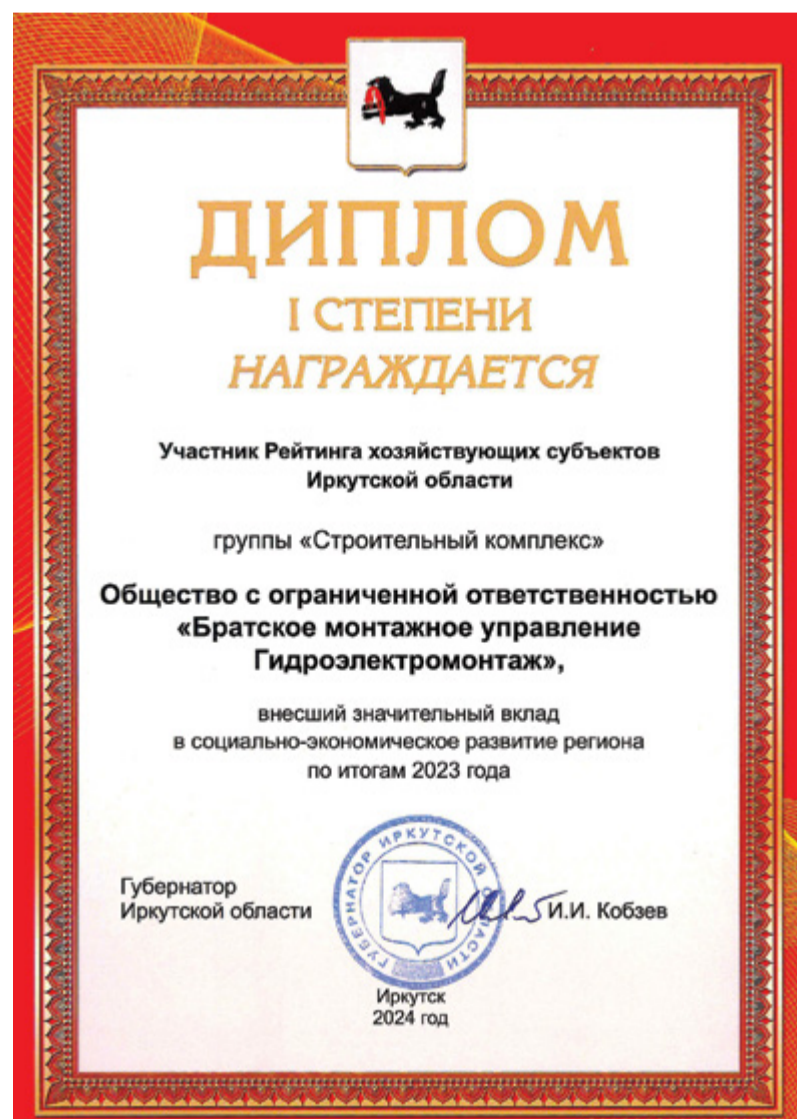 ДИПЛОМ
I СТЕПЕНИ
НАГРАЖДАЕТСЯ
Участник Рейтинга хозяйствующих субъектов
Иркутской области
группы «Строительный комплекс»
Общество с ограниченной ответственностью
«Братское монтажное управление
Гидроэлектромонтаж»,
внесший значительный вклад
в социально-экономическое развитие региона
по итогам 2023 года
Губернатор
Иркутской области
ГУБЕРНАТОР ИРКУТСКОЙ ОБЛАСТИ
И.И. Кобзев
Иркутск
2024 год